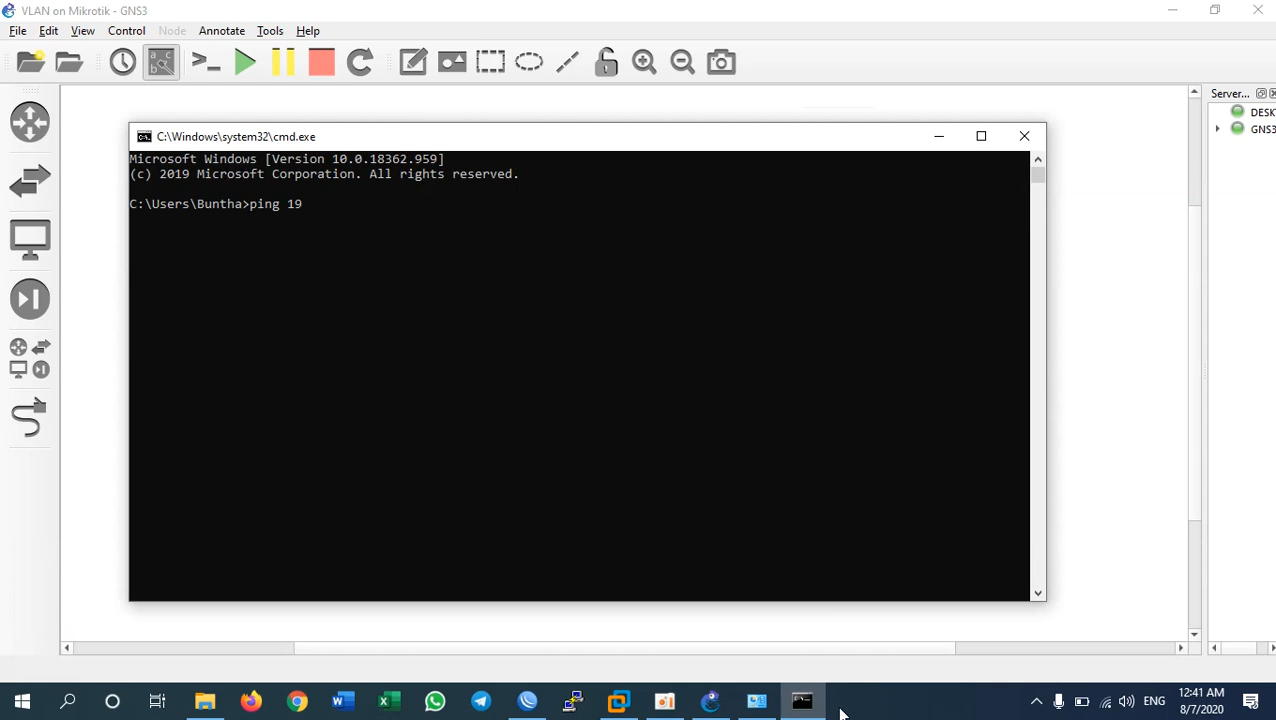 VLAN on Mikrotik - GNS3
File Edit View Control Node Annotate Tools Help
Server...
DESK
GNS3
C:\Windows\system32\cmd.exe
Microsoft Windows [Version 10.0.18362.959]
(c) 2019 Microsoft Corporation. All rights reserved.
C:\Users\Buntha>ping 19
ENG
12:41 AM
8/7/2020